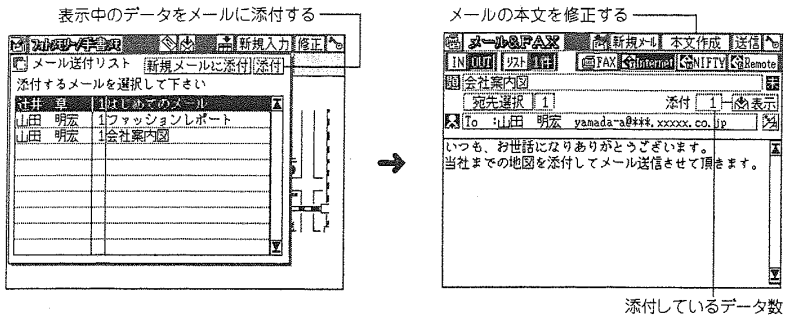 表示中のデータをメールに添付する
フォトメモリー/手書き
新規入力
修正
メール送付リスト
新規メールに添付
添付
添付するメールを選択して下さい
辻井 卓 1 はじめてのメール
山田 明宏 1 ファッションレポート
山田 明宏 1 会社案内図
メールの本文を修正する
メール&FAX
新規メール
本文作成
送信
IN OUT リスト 1件 FAX Internet NIFTY Remote
題 会社案内図
宛先選択 1 添付 1 表示
To :山田 明宏 yamada-a@***.xxxxx.co.jp
いつも、お世話になりありがとうございます。
当社までの地図を添付してメール送信させて頂きます。
添付しているデータ数